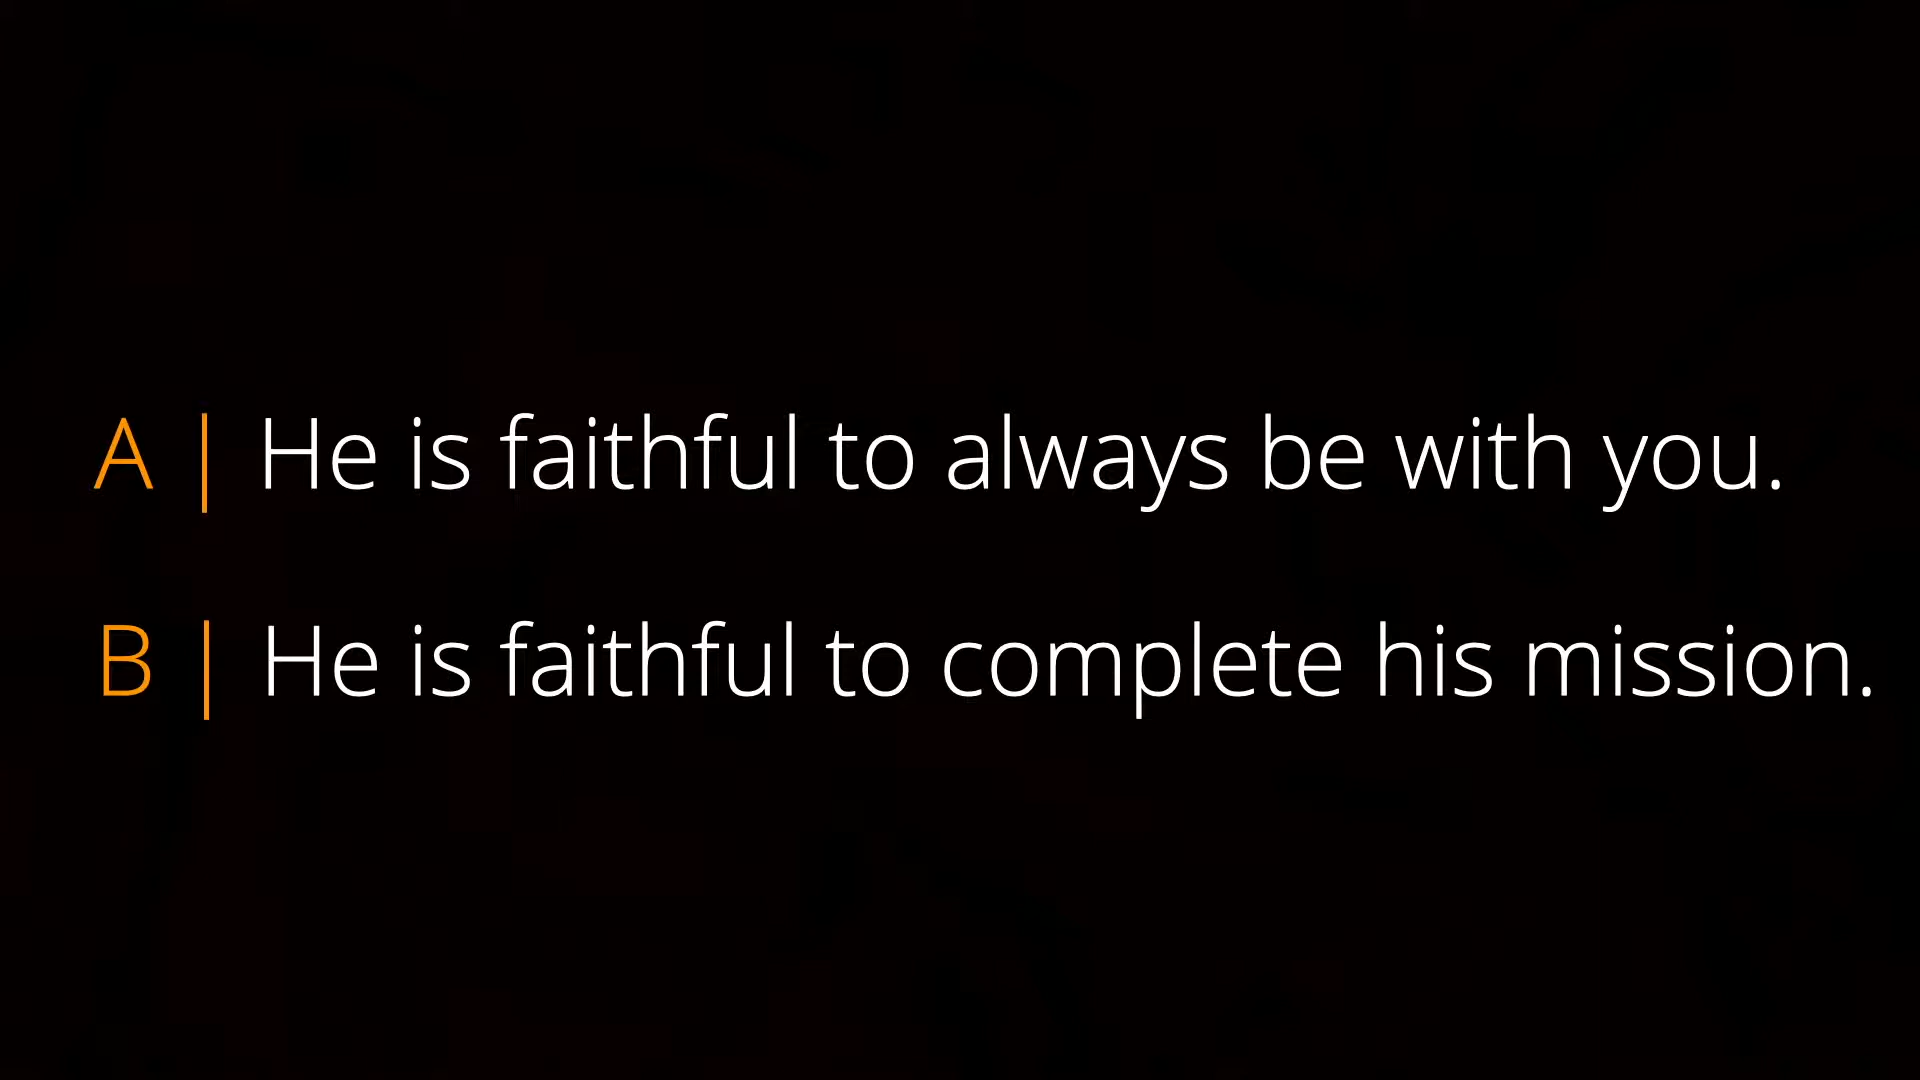 A | He is faithful to always be with you.
B | He is faithful to complete his mission.